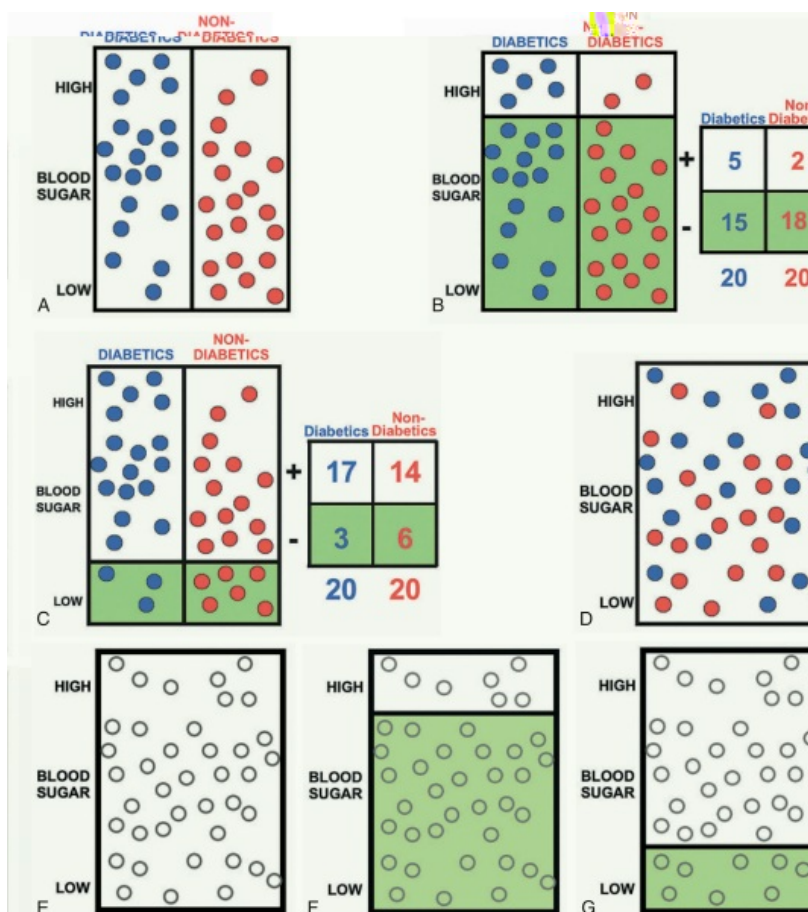 NON-
DIABETICS DIABETICS
HIGH
BLOOD
SUGAR
LOW
A
DIABETICS DIABETICS
HIGH
BLOOD
SUGAR
LOW
B
Diabetics
+ 5 2
- 15 18
20 20
NON-
DIABETICS DIABETICS
HIGH
BLOOD
SUGAR
LOW
C
Non-
Diabetics Diabetics
+ 17 14
- 3 6
20 20
HIGH
BLOOD
SUGAR
LOW
D
HIGH
BLOOD
SUGAR
LOW
E
HIGH
BLOOD
SUGAR
LOW
F
HIGH
BLOOD
SUGAR
LOW
G